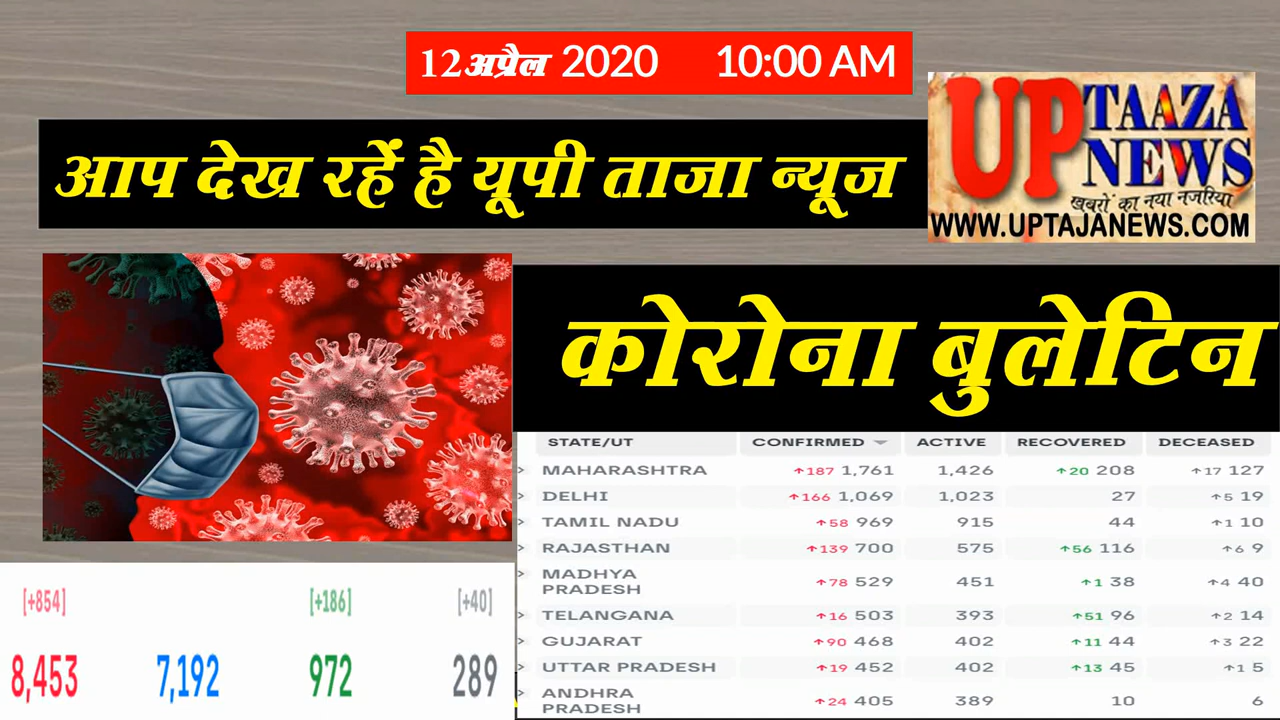 12अप्रैल 2020 10:00 AM
UP TAAZA NEWS
खबरों का नया नजरिया
WWW.UPTAJANEWS.COM
आप देख रहें है यूपी ताजा न्यूज
कोरोना बुलेटिन
STATE/UT CONFIRMED ACTIVE RECOVERED DECEASED
MAHARASHTRA ↑187 1,761 1,426 ↑20 208 ↑17 127
DELHI ↑166 1,069 1,023 27 ↑5 19
TAMIL NADU ↑58 969 915 44 ↑1 10
RAJASTHAN ↑139 700 575 ↑56 116 ↑6 9
MADHYA PRADESH ↑78 529 451 ↑1 38 ↑4 40
TELANGANA ↑16 503 393 ↑51 96 ↑2 14
GUJARAT ↑90 468 402 ↑11 44 ↑3 22
UTTAR PRADESH ↑19 452 402 ↑13 45 ↑1 5
ANDHRA PRADESH ↑24 405 389 10 6
[+854] [+186] [+40]
8,453 7,192 972 289